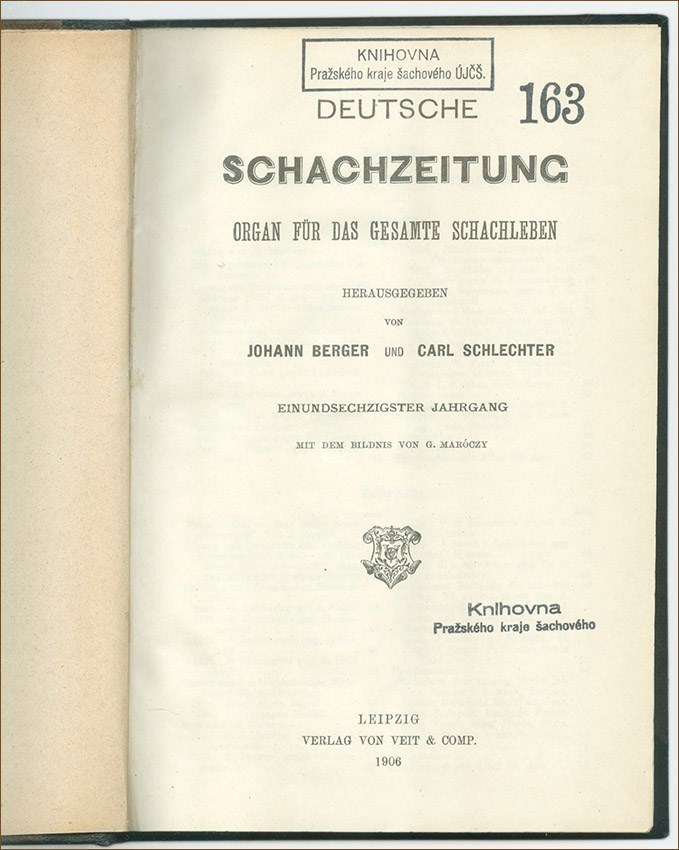 KNIHOVNA
Pražského kraje šachového ÚJČŠ.
DEUTSCHE 163
SCHACHZEITUNG
ORGAN FÜR DAS GESAMTE SCHACHLEBEN
HERAUSGEGEBEN
VON
JOHANN BERGER UND CARL SCHLECHTER
EINUNDSECHZIGSTER JAHRGANG
MIT DEM BILDNIS VON G. MARÓCZY
Knihovna
Pražského kraje šachového
LEIPZIG
VERLAG VON VEIT & COMP.
1906